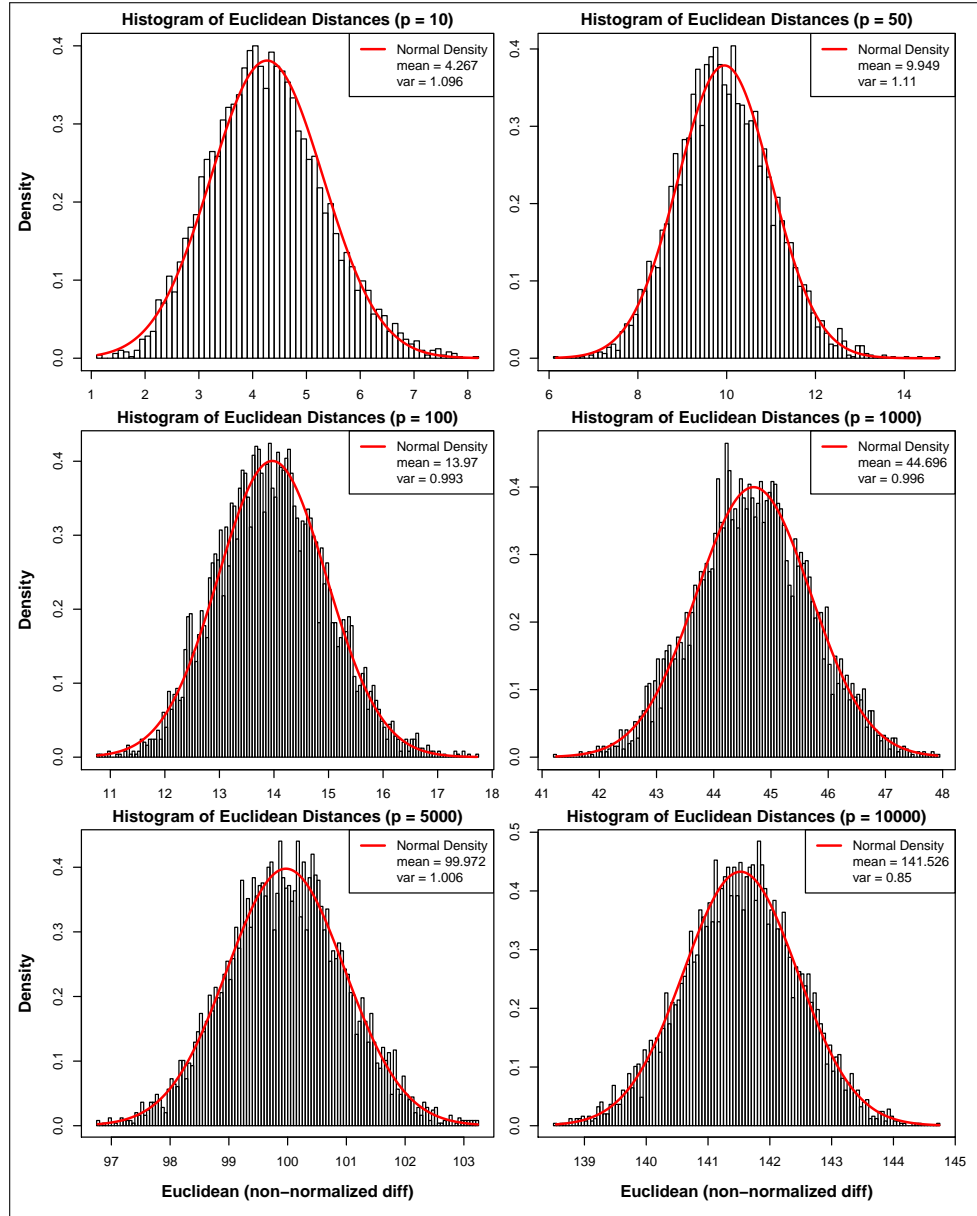 Histogram of Euclidean Distances (p = 10)
Normal Density
mean = 4.267
var = 1.096
Density
0.0 0.1 0.2 0.3 0.4
1 2 3 4 5 6 7 8
Histogram of Euclidean Distances (p = 50)
Normal Density
mean = 9.949
var = 1.11
0.0 0.1 0.2 0.3 0.4
6 8 10 12 14
Histogram of Euclidean Distances (p = 100)
Normal Density
mean = 13.97
var = 0.993
Density
0.0 0.1 0.2 0.3 0.4
11 12 13 14 15 16 17 18
Histogram of Euclidean Distances (p = 1000)
Normal Density
mean = 44.696
var = 0.996
0.0 0.1 0.2 0.3 0.4
41 42 43 44 45 46 47 48
Histogram of Euclidean Distances (p = 5000)
Normal Density
mean = 99.972
var = 1.006
Density
0.0 0.1 0.2 0.3 0.4
97 98 99 100 101 102 103
Euclidean (non−normalized diff)
Histogram of Euclidean Distances (p = 10000)
Normal Density
mean = 141.526
var = 0.85
0.0 0.1 0.2 0.3 0.4 0.5
139 140 141 142 143 144 145
Euclidean (non−normalized diff)